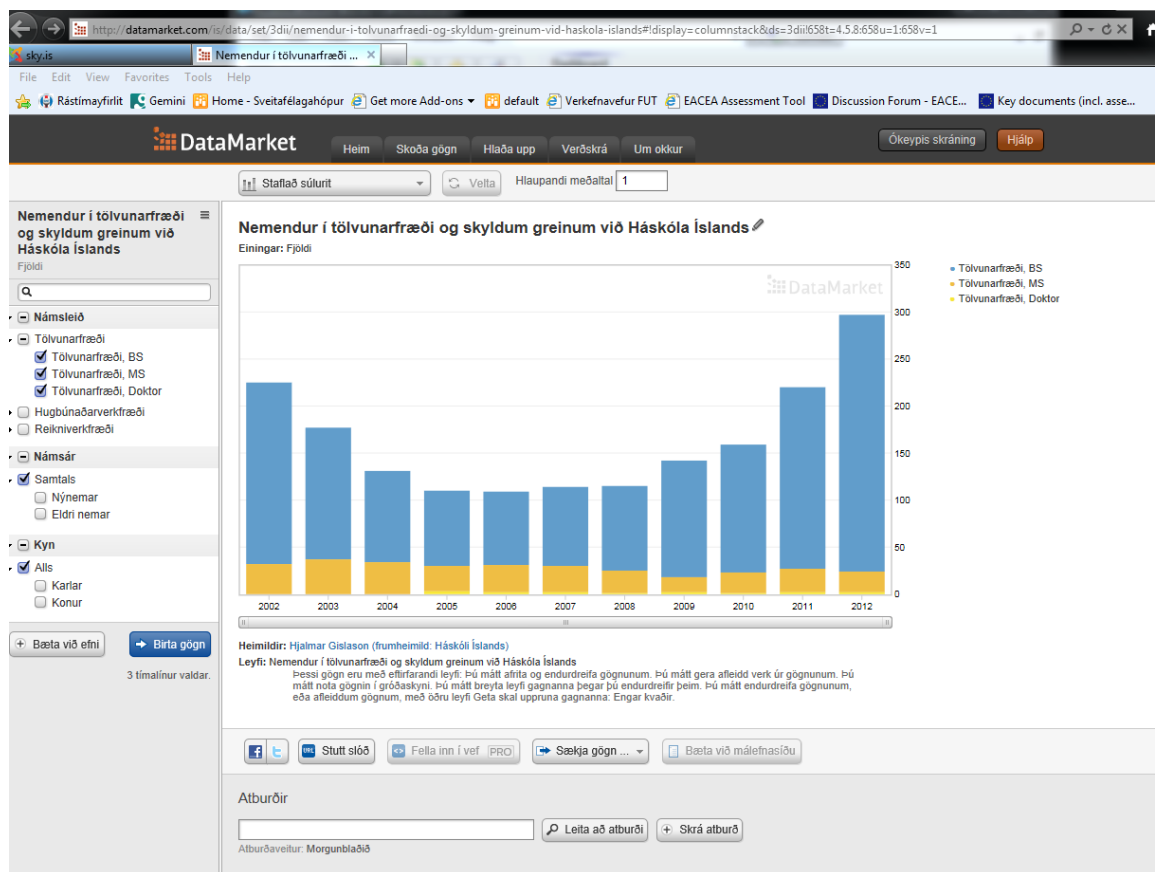 http://datamarket.com/is/data/set/3dii/nemendur-i-tolvunarfraedi-og-skyldum-greinum-vid-haskola-islands#!display=columnstack&ds=3dii!658t=4.5.8:658u=1:658v=1
sky.is
Nemendur í tölvunarfræði ...
File Edit View Favorites Tools Help
Rástímayfirlit Gemini Home - Sveitafélagahópur Get more Add-ons default Verkefnavefur FUT EACEA Assessment Tool Discussion Forum - EACE... Key documents (incl. asse...
DataMarket
Heim Skoða gögn Hlaða upp Verðskrá Um okkur
Ókeypis skráning Hjálp
Staflað súlurit Velta Hlaupandi meðaltal 1
Nemendur í tölvunarfræði
og skyldum greinum við
Háskóla Íslands
Fjöldi
Námsleið
Tölvunarfræði
Tölvunarfræði, BS
Tölvunarfræði, MS
Tölvunarfræði, Doktor
Hugbúnaðarverkfræði
Reikniverkfræði
Námsár
Samtals
Nýnemar
Eldri nemar
Kyn
Alls
Karlar
Konur
Bæta við efni Birta gögn
3 tímalínur valdar.
Nemendur í tölvunarfræði og skyldum greinum við Háskóla Íslands
Einingar: Fjöldi
DataMarket
350
300
250
200
150
100
50
0
2002 2003 2004 2005 2006 2007 2008 2009 2010 2011 2012
Tölvunarfræði, BS
Tölvunarfræði, MS
Tölvunarfræði, Doktor
Heimildir: Hjalmar Gislason (frumheimild: Háskóli Íslands)
Leyfi: Nemendur í tölvunarfræði og skyldum greinum við Háskóla Íslands
Þessi gögn eru með eftirfarandi leyfi: Þú mátt afrita og endurdreifa gögnunum. Þú mátt gera afleidd verk úr gögnunum. Þú
mátt nota gögnin í gróðaskyni. Þú mátt breyta leyfi gagnanna þegar þú endurdreifir þeim. Þú mátt endurdreifa gögnunum,
eða afleiddum gögnum, með öðru leyfi Geta skal uppruna gagnanna: Engar kvaðir.
URL Stutt slóð Fella inn í vef PRO Sækja gögn ... Bæta við málefnasíðu
Atburðir
Leita að atburði Skrá atburð
Atburðaveitur: Morgunblaðið